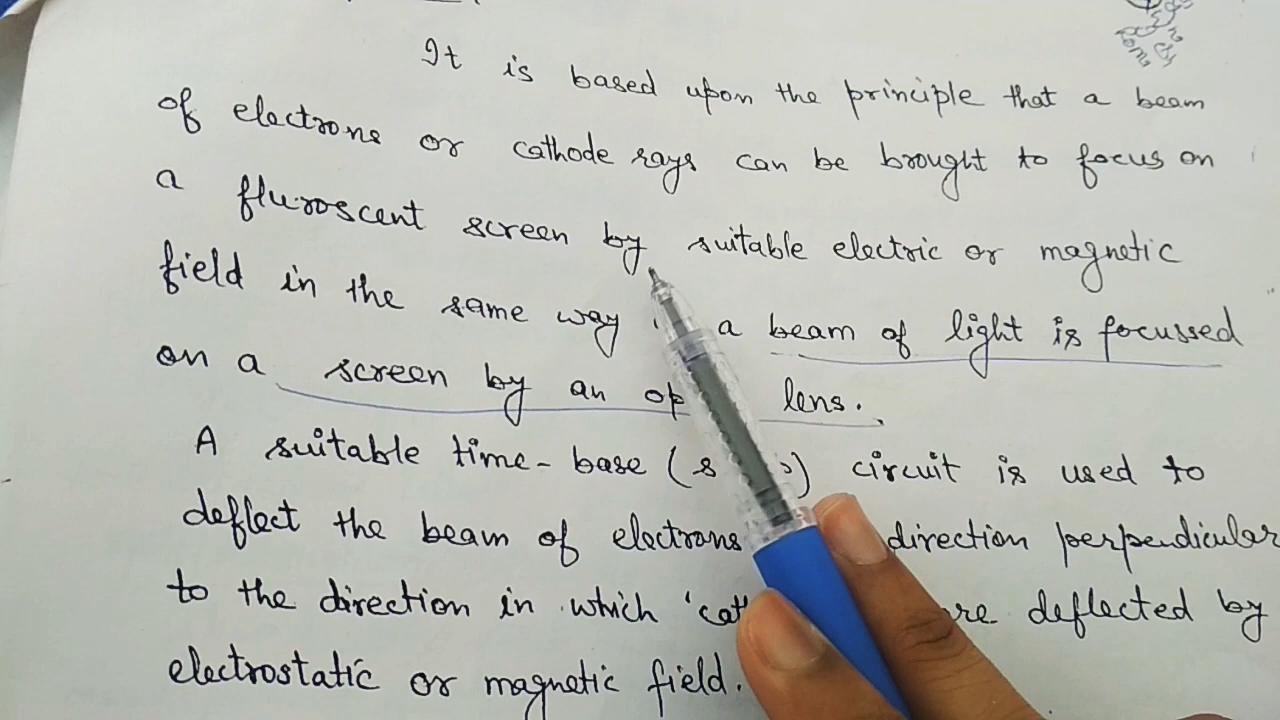 It is based upon the principle that a beam
of electrons or cathode rays can be brought to focus on
a fluroscent screen by suitable electric or magnetic
field in the same way a beam of light is focussed
on a screen by an op lens.
A suitable time-base (s ) circuit is used to
deflect the beam of electrons direction perpendicular
to the direction in which 'cat are deflected by
electrostatic or magnetic field.